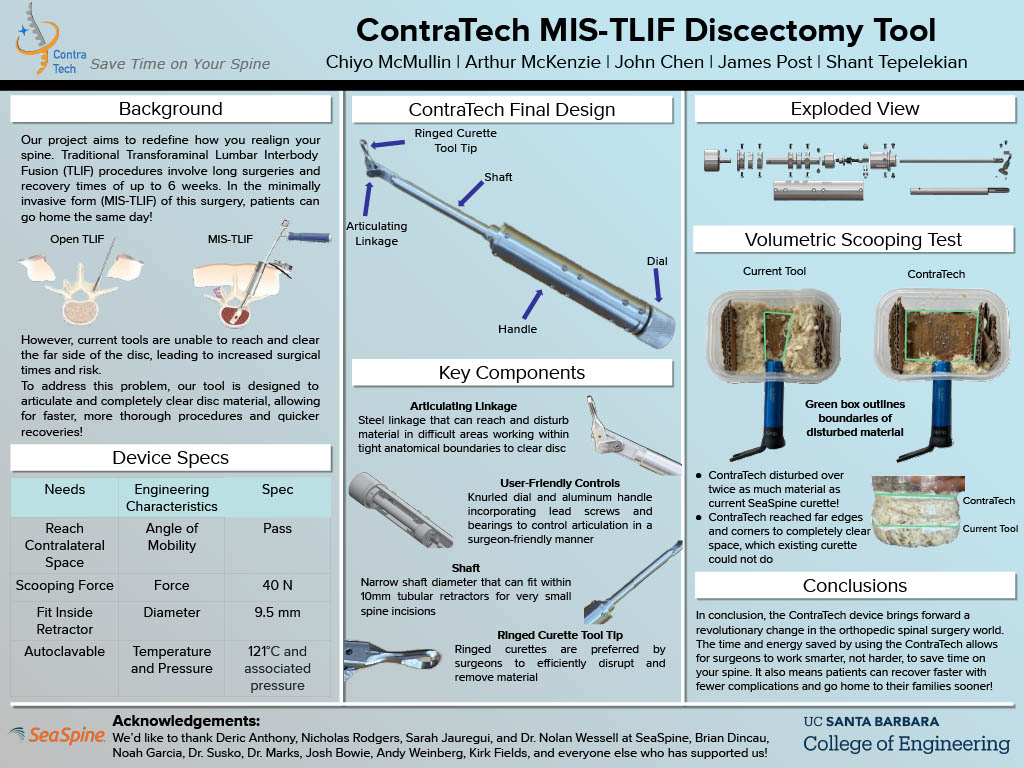 Contra
Tech
Save Time on Your Spine
ContraTech MIS-TLIF Discectomy Tool
Chiyo McMullin | Arthur McKenzie | John Chen | James Post | Shant Tepelekian
Background
Our project aims to redefine how you realign your
spine. Traditional Transforaminal Lumbar Interbody
Fusion (TLIF) procedures involve long surgeries and
recovery times of up to 6 weeks. In the minimally
invasive form (MIS-TLIF) of this surgery, patients can
go home the same day!
Open TLIF
MIS-TLIF
However, current tools are unable to reach and clear
the far side of the disc, leading to increased surgical
times and risk.
To address this problem, our tool is designed to
articulate and completely clear disc material, allowing
for faster, more thorough procedures and quicker
recoveries!
Device Specs
Needs
Engineering
Characteristics
Spec
Reach
Contralateral
Space
Angle of
Mobility
Pass
Scooping Force
Force
40 N
Fit Inside
Retractor
Diameter
9.5 mm
Autoclavable
Temperature
and Pressure
121°C and
associated
pressure
ContraTech Final Design
Ringed Curette
Tool Tip
Shaft
Articulating
Linkage
Dial
Handle
Key Components
Articulating Linkage
Steel linkage that can reach and disturb
material in difficult areas working within
tight anatomical boundaries to clear disc
User-Friendly Controls
Knurled dial and aluminum handle
incorporating lead screws and
bearings to control articulation in a
surgeon-friendly manner
Shaft
Narrow shaft diameter that can fit within
10mm tubular retractors for very small
spine incisions
Ringed Curette Tool Tip
Ringed curettes are preferred by
surgeons to efficiently disrupt and
remove material
Exploded View
Volumetric Scooping Test
Current Tool
ContraTech
Green box outlines
boundaries of
disturbed material
• ContraTech disturbed over
twice as much material as
current SeaSpine curette!
• ContraTech reached far edges
and corners to completely clear
space, which existing curette
could not do
ContraTech
Current Tool
Conclusions
In conclusion, the ContraTech device brings forward a
revolutionary change in the orthopedic spinal surgery world.
The time and energy saved by using the ContraTech allows
for surgeons to work smarter, not harder, to save time on
your spine. It also means patients can recover faster with
fewer complications and go home to their families sooner!
SeaSpine
Acknowledgements:
We'd like to thank Deric Anthony, Nicholas Rodgers, Sarah Jauregui, and Dr. Nolan Wessell at SeaSpine, Brian Dincau,
Noah Garcia, Dr. Susko, Dr. Marks, Josh Bowie, Andy Weinberg, Kirk Fields, and everyone else who has supported us!
UC SANTA BARBARA
College of Engineering